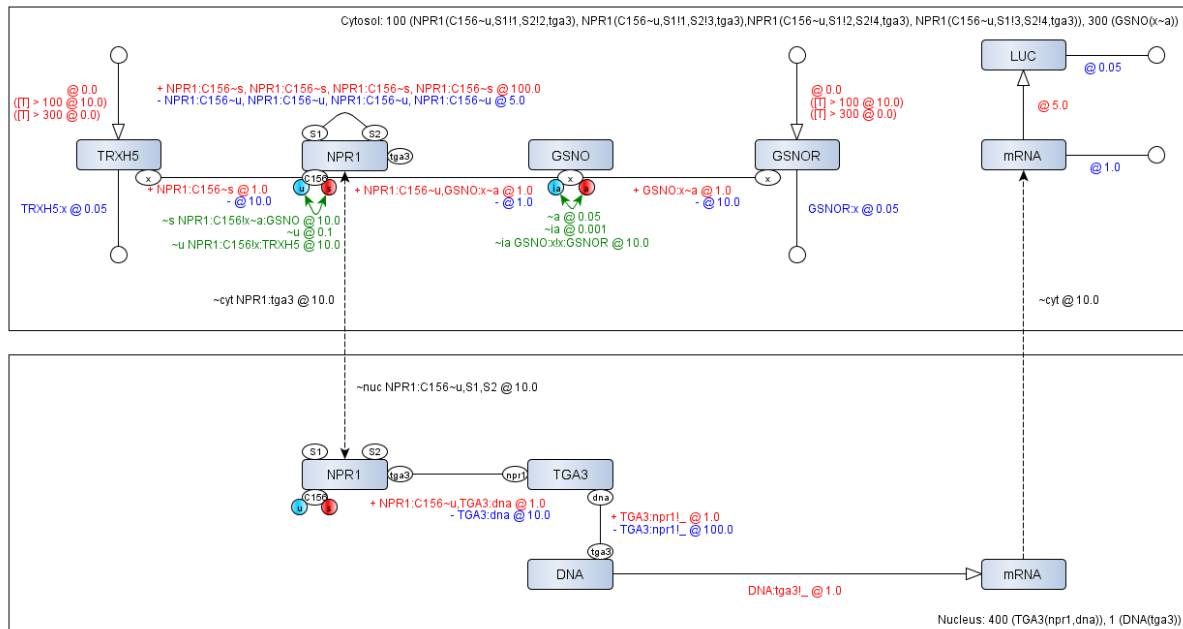 Cytosol: 100 (NPR1(C156~u,S1!1,S2!2,tga3), NPR1(C156~u,S1!1,S2!3,tga3),NPR1(C156~u,S1!2,S2!4,tga3), NPR1(C156~u,S1!3,S2!4,tga3)), 300 (GSNO(x~a))
LUC
@ 0.05
@ 0.0
([T] > 100 @ 10.0)
([T] > 300 @ 0.0)
+ NPR1:C156~s, NPR1:C156~s, NPR1:C156~s, NPR1:C156~s @ 100.0
- NPR1:C156~u, NPR1:C156~u, NPR1:C156~u, NPR1:C156~u @ 5.0
@ 0.0
([T] > 100 @ 10.0)
([T] > 300 @ 0.0)
@ 5.0
S1
S2
TRXH5
NPR1
tga3
GSNO
GSNOR
mRNA
@ 1.0
x
C156
u
s
x
ia
a
x
+ NPR1:C156~s @ 1.0
- @ 10.0
+ NPR1:C156~u,GSNO:x~a @ 1.0
- @ 1.0
+ GSNO:x~a @ 1.0
- @ 10.0
TRXH5:x @ 0.05
~s NPR1:C156!x~a:GSNO @ 10.0
~u @ 0.1
~u NPR1:C156!x:TRXH5 @ 10.0
~a @ 0.05
~ia @ 0.001
~ia GSNO:x!x:GSNOR @ 10.0
GSNOR:x @ 0.05
~cyt NPR1:tga3 @ 10.0
~cyt @ 10.0
~nuc NPR1:C156~u,S1,S2 @ 10.0
S1
S2
NPR1
tga3
npr1
TGA3
C156
u
s
dna
+ NPR1:C156~u,TGA3:dna @ 1.0
- TGA3:dna @ 10.0
+ TGA3:npr1!_ @ 1.0
- TGA3:npr1!_ @ 100.0
tga3
DNA
mRNA
DNA:tga3!_ @ 1.0
Nucleus: 400 (TGA3(npr1,dna)), 1 (DNA(tga3))